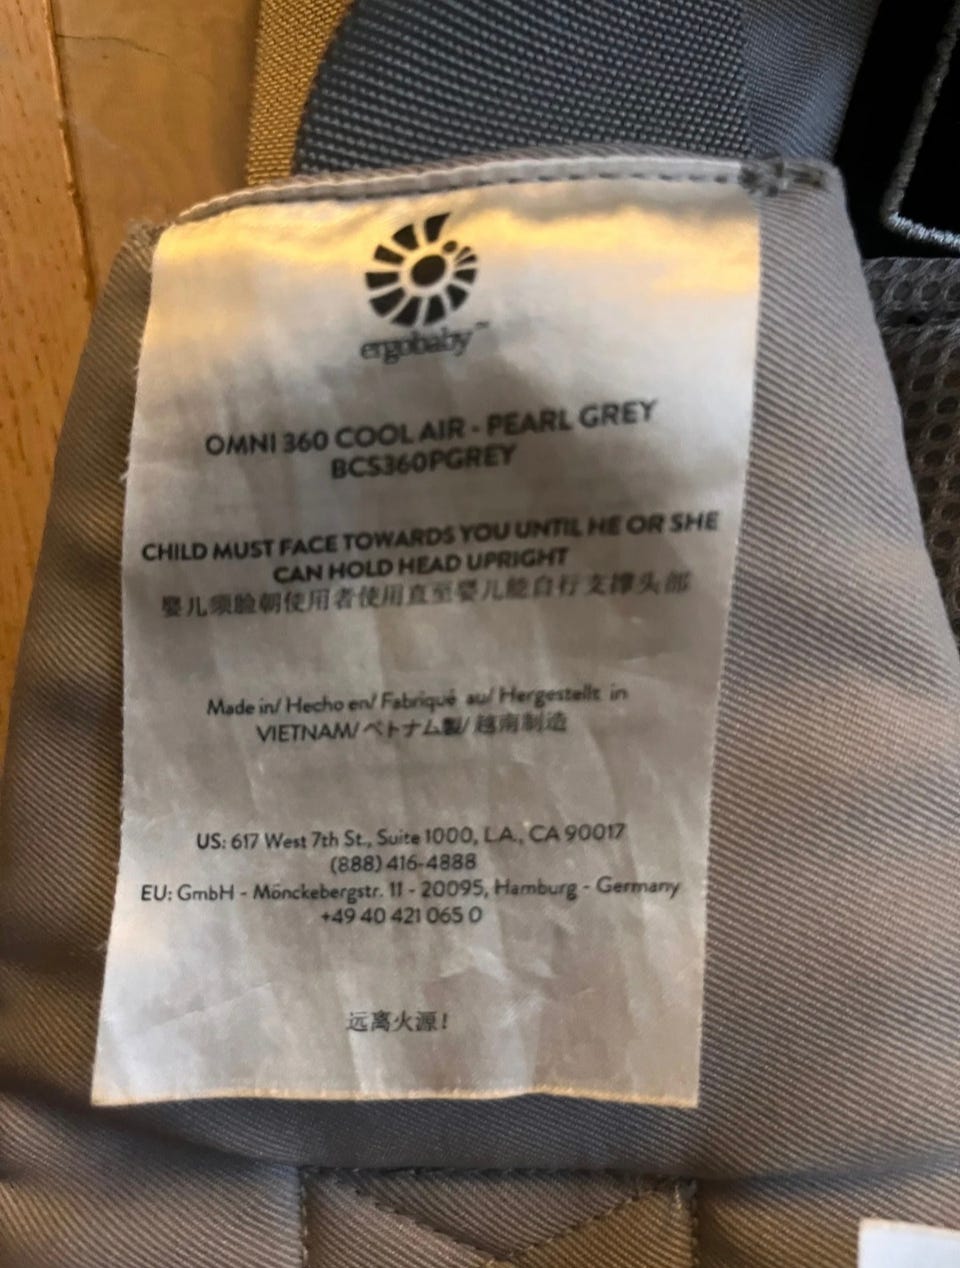 ergobaby™
OMNI 360 COOL AIR - PEARL GREY
BCS360PGREY
CHILD MUST FACE TOWARDS YOU UNTIL HE OR SHE
CAN HOLD HEAD UPRIGHT
婴儿须脸朝使用者使用直至婴儿能自行支撑头部
Made in/ Hecho en/ Fabriqué au/ Hergestellt in
VIETNAM/ベトナム製/越南制造
US: 617 West 7th St., Suite 1000, L.A., CA 90017
(888) 416-4888
EU: GmbH - Mönckebergstr. 11 - 20095, Hamburg - Germany
+49 40 421 065 0
远离火源!